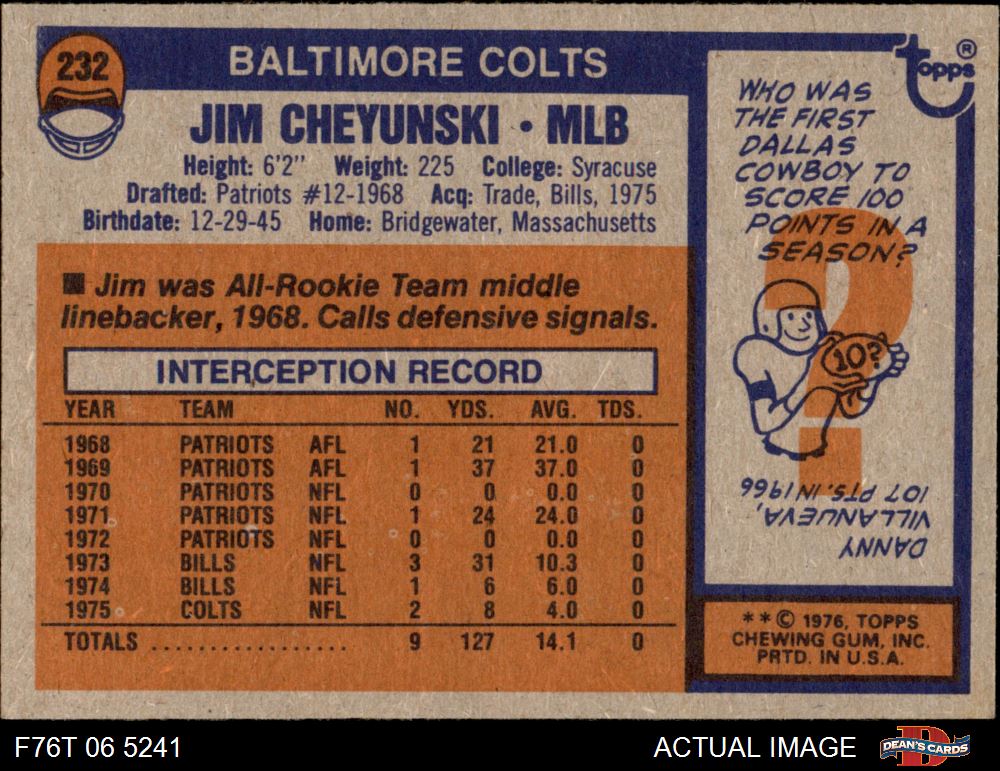 232
BALTIMORE COLTS
JIM CHEYUNSKI • MLB
Height: 6'2" Weight: 225 College: Syracuse
Drafted: Patriots #12-1968 Acq: Trade, Bills, 1975
Birthdate: 12-29-45 Home: Bridgewater, Massachusetts
■ Jim was All-Rookie Team middle
linebacker, 1968. Calls defensive signals.
INTERCEPTION RECORD
YEAR TEAM NO. YDS. AVG. TDS.
1968 PATRIOTS AFL 1 21 21.0 0
1969 PATRIOTS AFL 1 37 37.0 0
1970 PATRIOTS NFL 0 0 0.0 0
1971 PATRIOTS NFL 1 24 24.0 0
1972 PATRIOTS NFL 0 0 0.0 0
1973 BILLS NFL 3 31 10.3 0
1974 BILLS NFL 1 6 6.0 0
1975 COLTS NFL 2 8 4.0 0
TOTALS ................. 9 127 14.1 0
topps ®
WHO WAS
THE FIRST
DALLAS
COWBOY TO
SCORE 100
POINTS IN A
SEASON?
10?
DANNY
VILLANUEVA,
107 PTS. IN 1966
**© 1976, TOPPS
CHEWING GUM, INC.
PRTD. IN U.S.A.
F76T 06 5241
ACTUAL IMAGE
DEAN'S CARDS